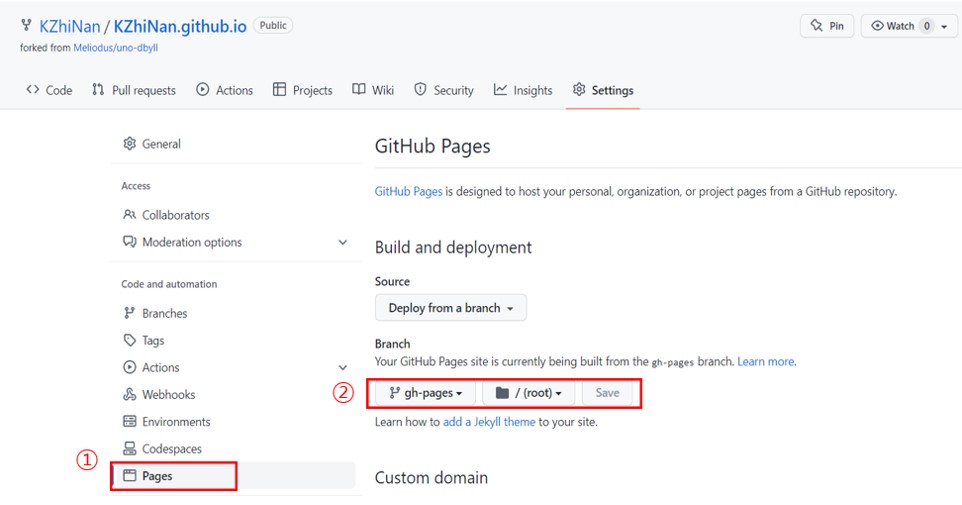 KZhiNan / KZhiNan.github.io Public
Pin
Watch 0
forked from Meliodus/uno-dbyll
Code Pull requests Actions Projects Wiki Security Insights Settings
General
Access
Collaborators
Moderation options
Code and automation
Branches
Tags
Actions
Webhooks
Environments
Codespaces
① Pages
GitHub Pages
GitHub Pages is designed to host your personal, organization, or project pages from a GitHub repository.
Build and deployment
Source
Deploy from a branch
Branch
Your GitHub Pages site is currently being built from the gh-pages branch. Learn more.
② gh-pages / (root) Save
Learn how to add a Jekyll theme to your site.
Custom domain